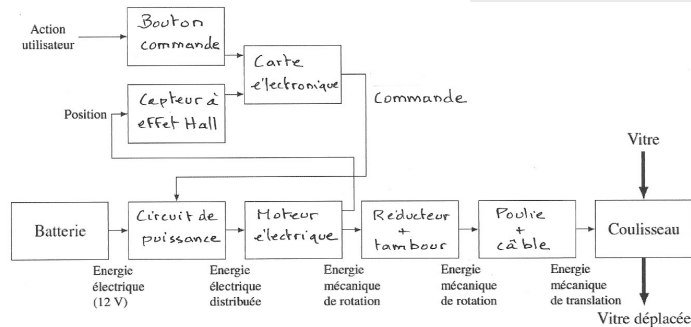 Action
utilisateur
Bouton
commande
Carte
électronique
Capteur à
effet Hall
Position
Commande
Vitre
Batterie
Circuit de
puissance
Moteur
électrique
Réducteur
+
tambour
Poulie
+
câble
Coulisseau
Energie
électrique
(12 V)
Energie
électrique
distribuée
Energie
mécanique
de rotation
Energie
mécanique
de rotation
Energie
mécanique
de translation
Vitre déplacée